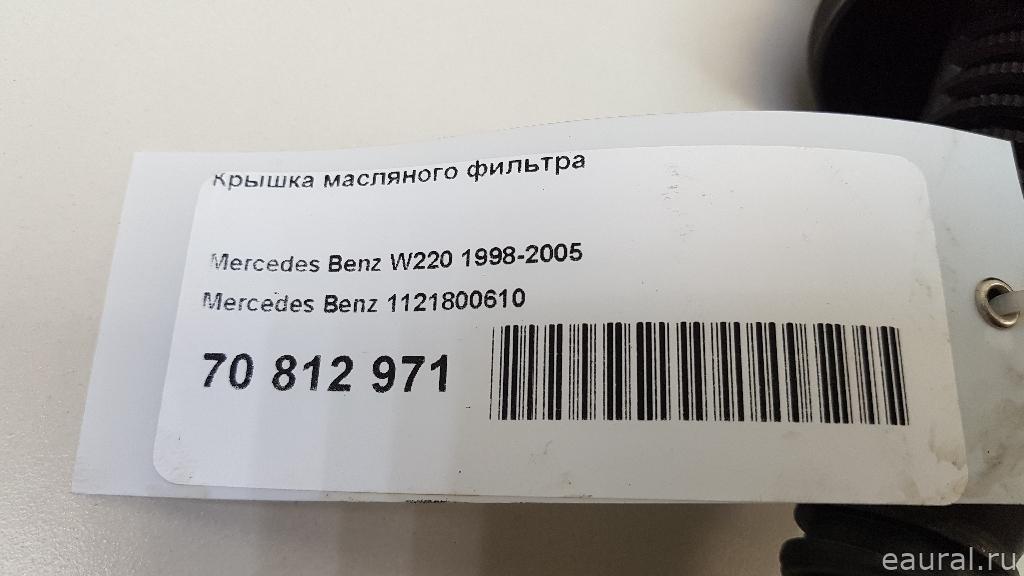 Крышка масляного фильтра
Mercedes Benz W220 1998-2005
Mercedes Benz 1121800610
70 812 971
eaural.ru